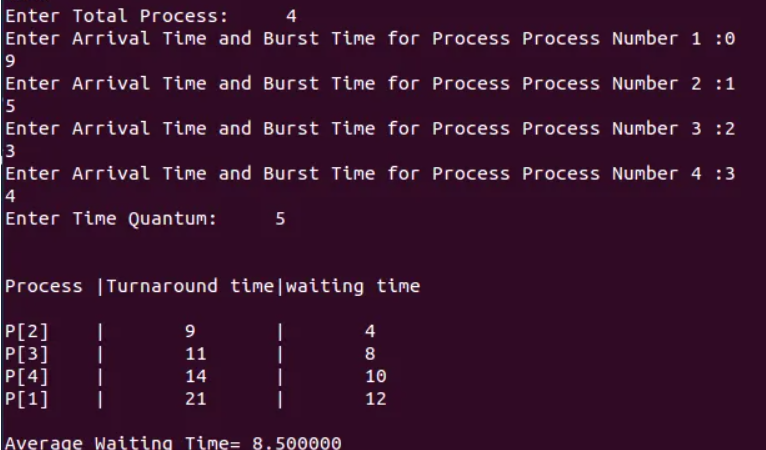 Enter Total Process:      4
Enter Arrival Time and Burst Time for Process Process Number 1 :0
9
Enter Arrival Time and Burst Time for Process Process Number 2 :1
5
Enter Arrival Time and Burst Time for Process Process Number 3 :2
3
Enter Arrival Time and Burst Time for Process Process Number 4 :3
4
Enter Time Quantum:      5
Process |Turnaround time|waiting time
P[2]    |         9         |         4
P[3]    |         11        |         8
P[4]    |         14        |         10
P[1]    |         21        |         12
Average Waiting Time= 8.500000